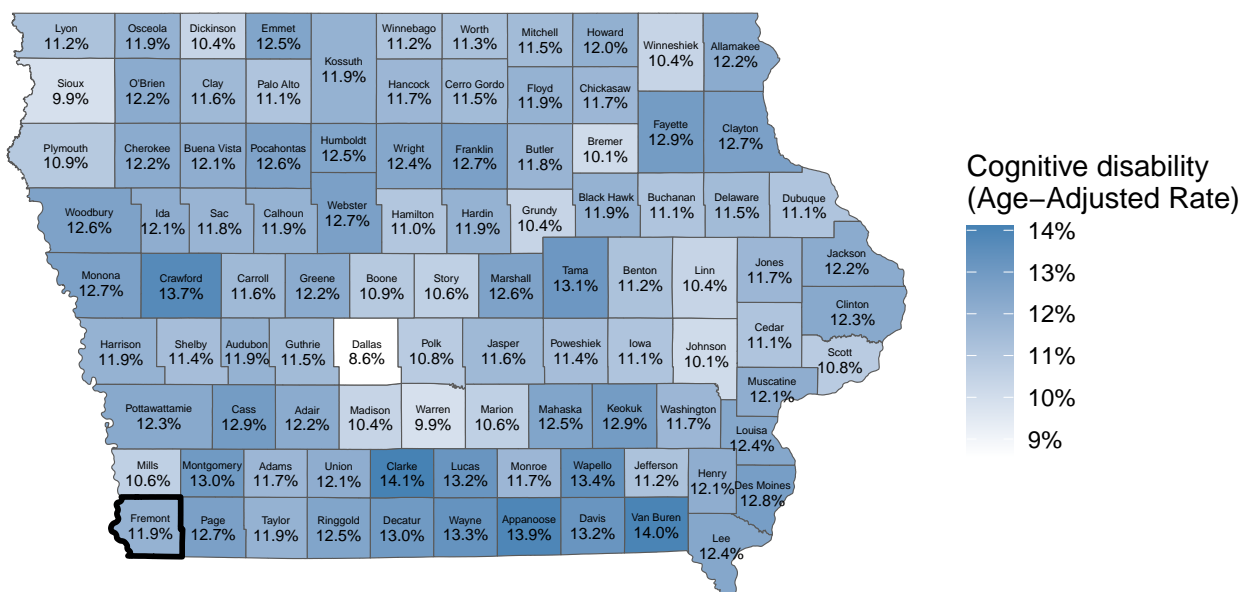 Lyon
11.2%
Osceola
11.9%
Dickinson
10.4%
Emmet
12.5%
Kossuth
11.9%
Winnebago
11.2%
Worth
11.3%
Mitchell
11.5%
Howard
12.0%
Winneshiek
10.4%
Allamakee
12.2%
Sioux
9.9%
O'Brien
12.2%
Clay
11.6%
Palo Alto
11.1%
Hancock
11.7%
Cerro Gordo
11.5%
Floyd
11.9%
Chickasaw
11.7%
Plymouth
10.9%
Cherokee
12.2%
Buena Vista
12.1%
Pocahontas
12.6%
Humboldt
12.5%
Wright
12.4%
Franklin
12.7%
Butler
11.8%
Bremer
10.1%
Fayette
12.9%
Clayton
12.7%
Woodbury
12.6%
Ida
12.1%
Sac
11.8%
Calhoun
11.9%
Webster
12.7%
Hamilton
11.0%
Hardin
11.9%
Grundy
10.4%
Black Hawk
11.9%
Buchanan
11.1%
Delaware
11.5%
Dubuque
11.1%
Monona
12.7%
Crawford
13.7%
Carroll
11.6%
Greene
12.2%
Boone
10.9%
Story
10.6%
Marshall
12.6%
Tama
13.1%
Benton
11.2%
Linn
10.4%
Jones
11.7%
Jackson
12.2%
Clinton
12.3%
Harrison
11.9%
Shelby
11.4%
Audubon
11.9%
Guthrie
11.5%
Dallas
8.6%
Polk
10.8%
Jasper
11.6%
Poweshiek
11.4%
Iowa
11.1%
Johnson
10.1%
Cedar
11.1%
Scott
10.8%
Muscatine
12.1%
Pottawattamie
12.3%
Cass
12.9%
Adair
12.2%
Madison
10.4%
Warren
9.9%
Marion
10.6%
Mahaska
12.5%
Keokuk
12.9%
Washington
11.7%
Louisa
12.4%
Mills
10.6%
Montgomery
13.0%
Adams
11.7%
Union
12.1%
Clarke
14.1%
Lucas
13.2%
Monroe
11.7%
Wapello
13.4%
Jefferson
11.2%
Henry
12.1%
Des Moines
12.8%
Fremont
11.9%
Page
12.7%
Taylor
11.9%
Ringgold
12.5%
Decatur
13.0%
Wayne
13.3%
Appanoose
13.9%
Davis
13.2%
Van Buren
14.0%
Lee
12.4%
Cognitive disability
(Age−Adjusted Rate)
14%
13%
12%
11%
10%
9%